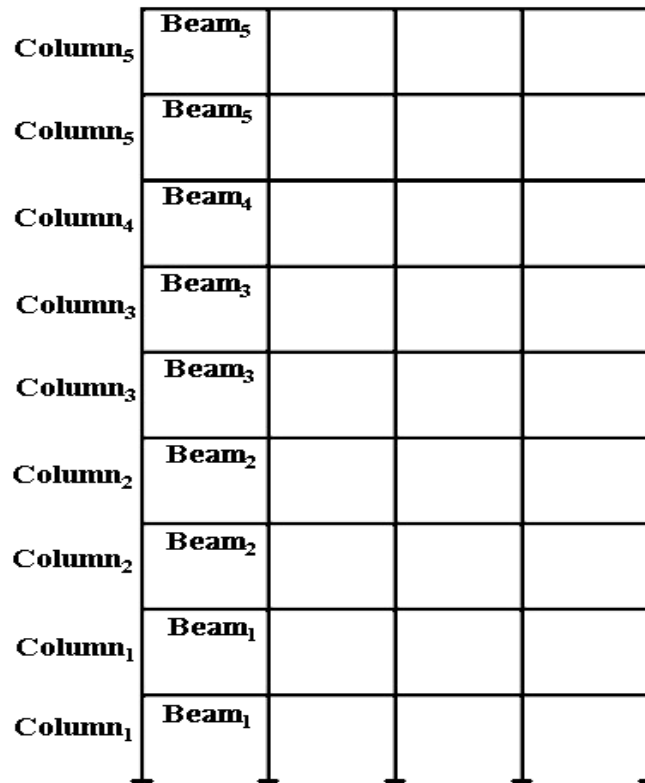 Beam₅
Column₅
Beam₅
Column₅
Beam₄
Column₄
Beam₃
Column₃
Beam₃
Column₃
Beam₂
Column₂
Beam₂
Column₂
Beam₁
Column₁
Beam₁
Column₁